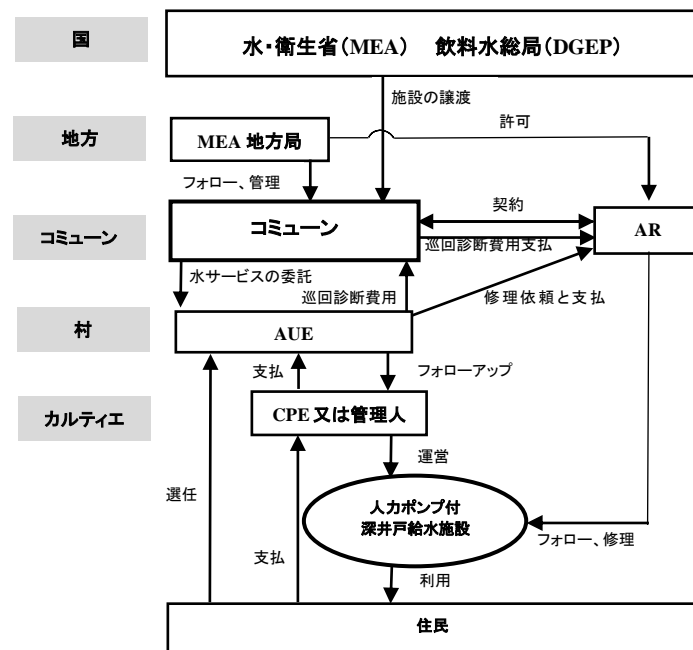 国
水・衛生省(MEA) 飲料水総局(DGEP)
施設の譲渡
地方
MEA 地方局
許可
フォロー、管理
コミューン
コミューン
契約
巡回診断費用支払
AR
水サービスの委託
巡回診断費用
修理依頼と支払
村
AUE
支払
フォローアップ
カルティエ
CPE 又は管理人
運営
選任
人力ポンプ付
深井戸給水施設
フォロー、修理
支払
利用
住民